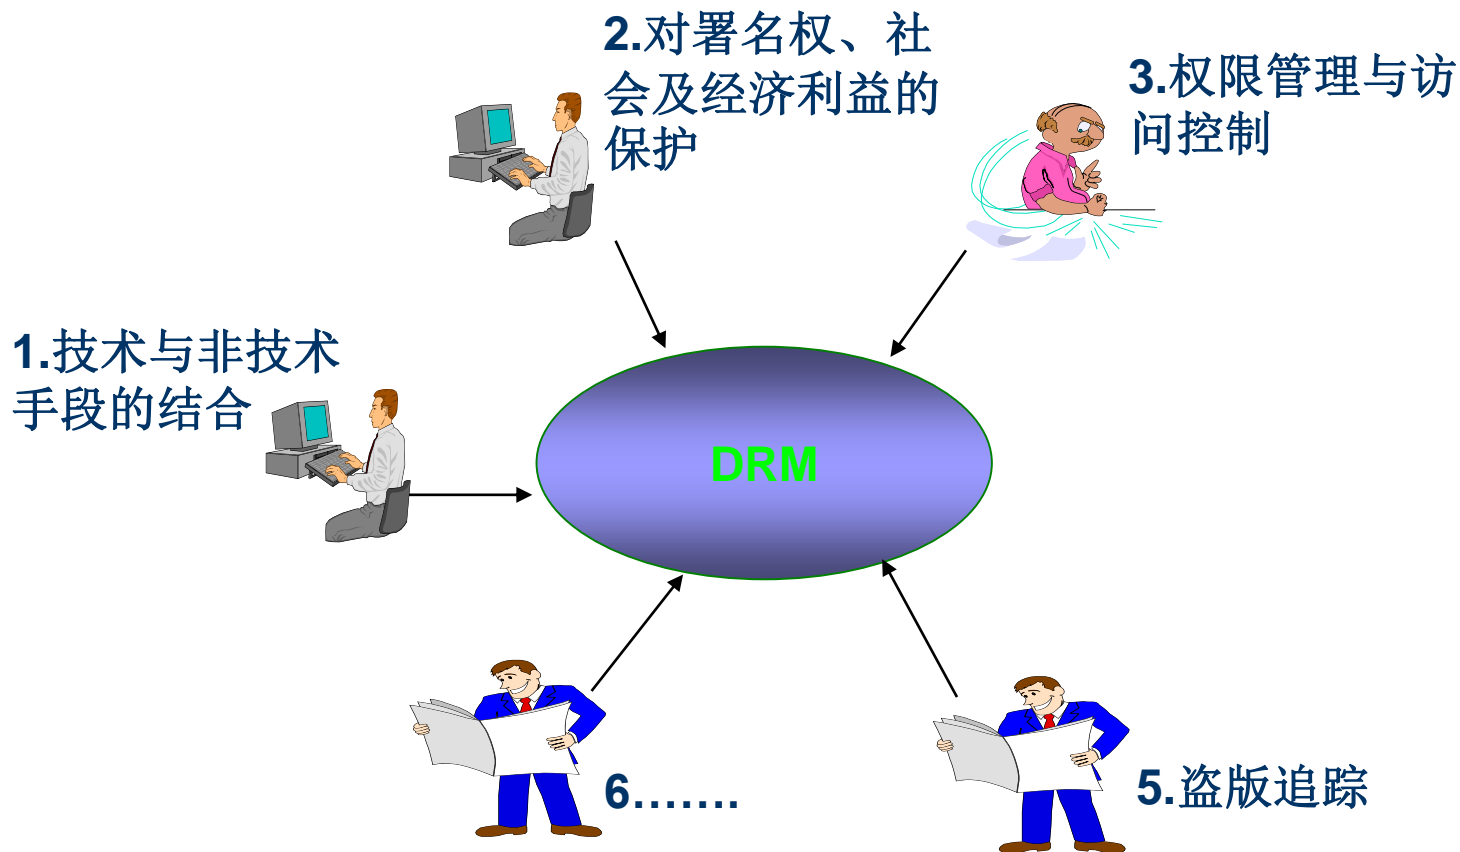 2.对署名权、社
会及经济利益的
保护
3.权限管理与访
问控制
1.技术与非技术
手段的结合
DRM
6.......
5.盗版追踪